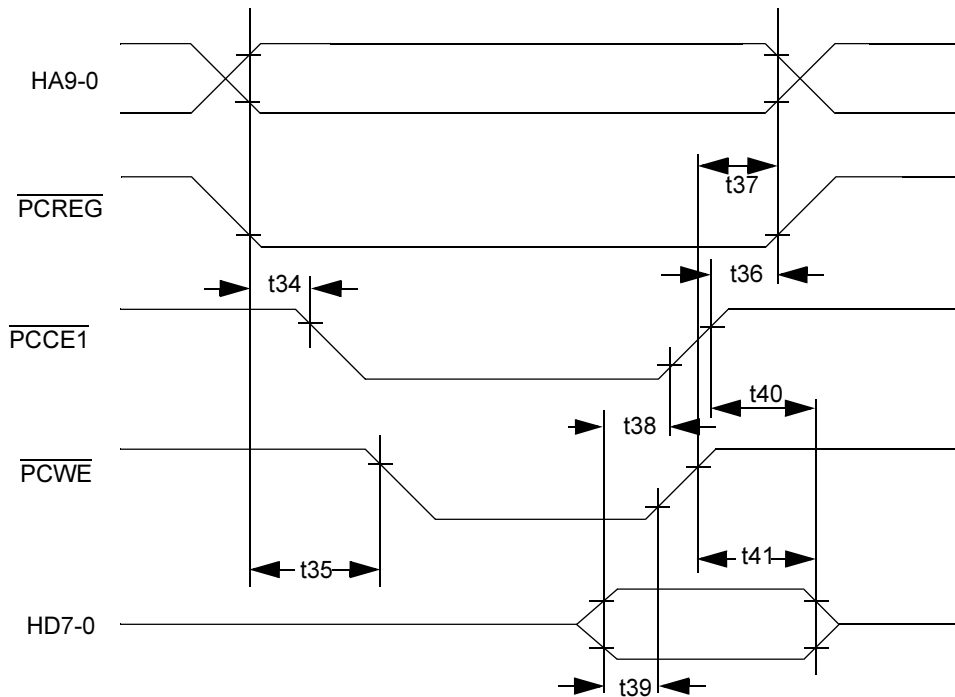 HA9-0
t37
PCREG
t36
t34
PCCE1
t40
t38
PCWE
t41
t35
HD7-0
t39